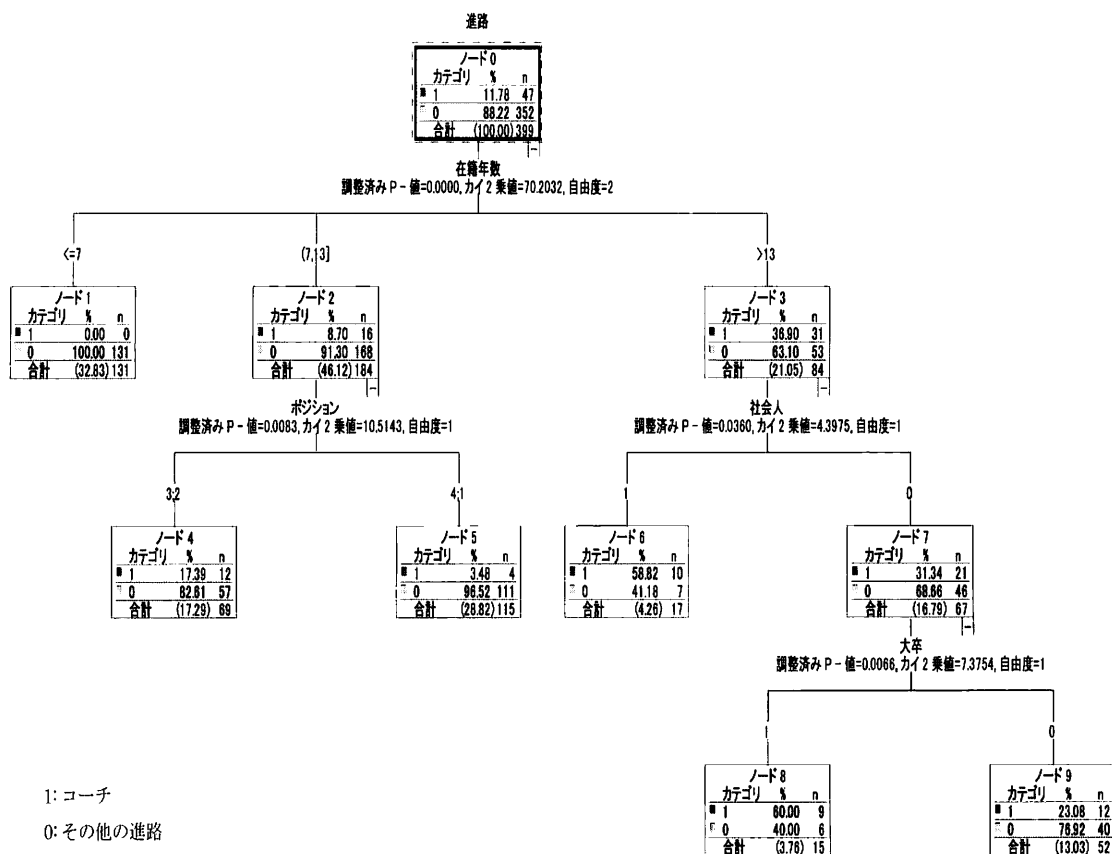 進路
ノード 0
カテゴリ % n
1 11.78 47
0 88.22 352
合計 (100.00) 399
在籍年数
調整済み P - 値=0.0000, カイ 2 乗値=70.2032, 自由度=2
<=7
(7,13]
>13
ノード 1
カテゴリ % n
1 0.00 0
0 100.00 131
合計 (32.83) 131
ノード 2
カテゴリ % n
1 8.70 16
0 91.30 168
合計 (46.12) 184
ノード 3
カテゴリ % n
1 36.90 31
0 63.10 53
合計 (21.05) 84
ポジション
調整済み P - 値=0.0083, カイ 2 乗値=10.5143, 自由度=1
社会人
調整済み P - 値=0.0360, カイ 2 乗値=4.3975, 自由度=1
3;2
4;1
1
0
ノード 4
カテゴリ % n
1 17.39 12
0 82.61 57
合計 (17.29) 69
ノード 5
カテゴリ % n
1 3.48 4
0 96.52 111
合計 (28.82) 115
ノード 6
カテゴリ % n
1 58.82 10
0 41.18 7
合計 (4.26) 17
ノード 7
カテゴリ % n
1 31.34 21
0 68.66 46
合計 (16.79) 67
大卒
調整済み P - 値=0.0066, カイ 2 乗値=7.3754, 自由度=1
1
0
ノード 8
カテゴリ % n
1 60.00 9
0 40.00 6
合計 (3.76) 15
ノード 9
カテゴリ % n
1 23.08 12
0 76.92 40
合計 (13.03) 52
1: コーチ
0: その他の進路